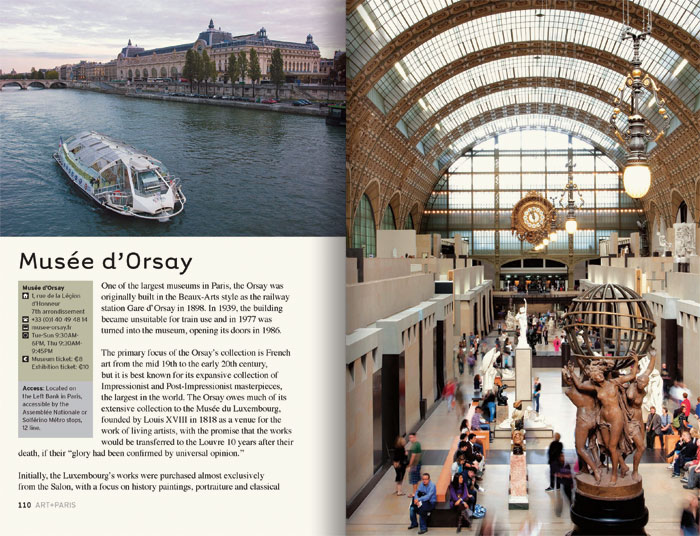 Musée d'Orsay
Musée d'Orsay
1, rue de la Légion
d'Honneur
7th arrondissement
+33 (0)1 40 49 48 14
musee-orsay.fr
Tue-Sun 9:30AM-
6PM, Thu 9:30AM-
9:45PM
Museum ticket: €8
Exhibition ticket: €10
Access: Located on
the Left Bank in Paris,
accessible by the
Assemblée Nationale or
Solférino Métro stops,
12 line.
One of the largest museums in Paris, the Orsay was
originally built in the Beaux-Arts style as the railway
station Gare d'Orsay in 1898. In 1939, the building
became unsuitable for train use and in 1977 was
turned into the museum, opening its doors in 1986.
The primary focus of the Orsay's collection is French
art from the mid 19th to the early 20th century,
but it is best known for its expansive collection of
Impressionist and Post-Impressionist masterpieces,
the largest in the world. The Orsay owes much of its
extensive collection to the Musée du Luxembourg,
founded by Louis XVIII in 1818 as a venue for the
work of living artists, with the promise that the works
would be transferred to the Louvre 10 years after their
death, if their "glory had been confirmed by universal opinion."
Initially, the Luxembourg's works were purchased almost exclusively
from the Salon, with a focus on history paintings, portraiture and classical
110 ART+PARIS